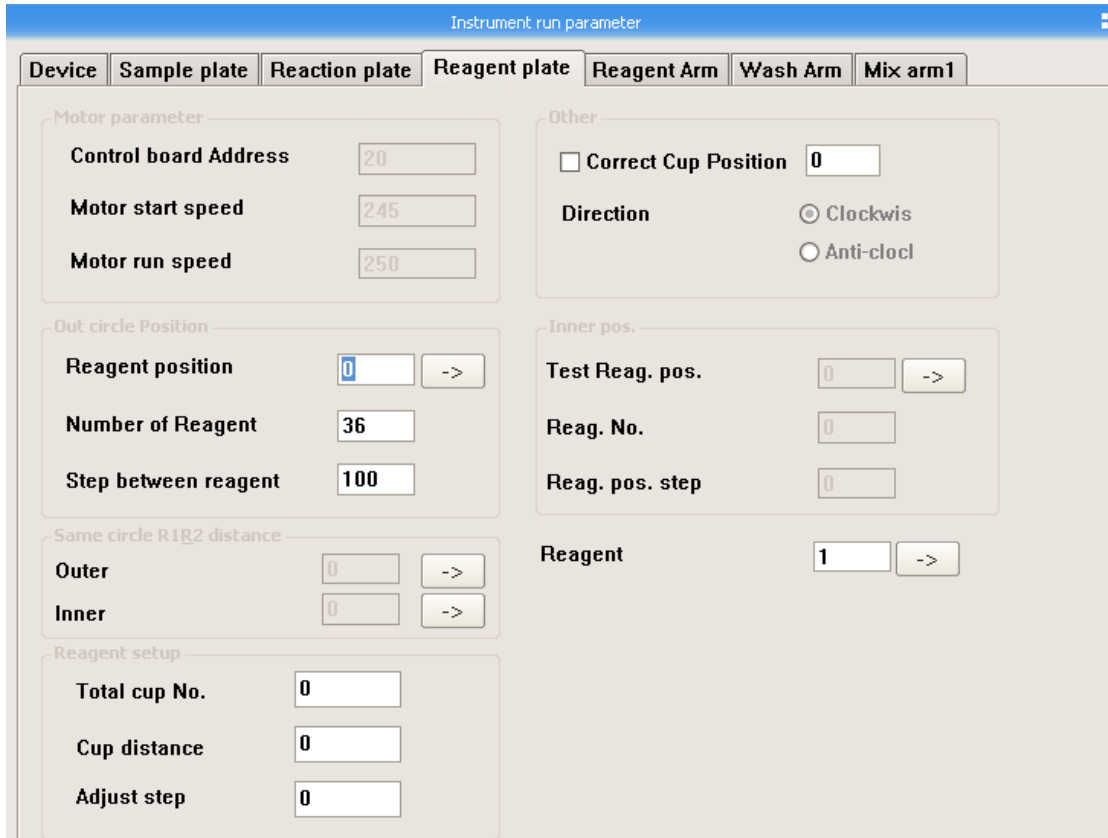 Instrument run parameter
Device Sample plate Reaction plate Reagent plate Reagent Arm Wash Arm Mix arm1
Motor parameter
Control board Address 20
Motor start speed 245
Motor run speed 250
Other
Correct Cup Position 0
Direction Clockwis
Anti-clocl
Out circle Position
Reagent position 0 ->
Number of Reagent 36
Step between reagent 100
Inner pos.
Test Reag. pos. 0 ->
Reag. No. 0
Reag. pos. step 0
Same circle R1R2 distance
Outer 0 ->
Inner 0 ->
Reagent 1 ->
Reagent setup
Total cup No. 0
Cup distance 0
Adjust step 0